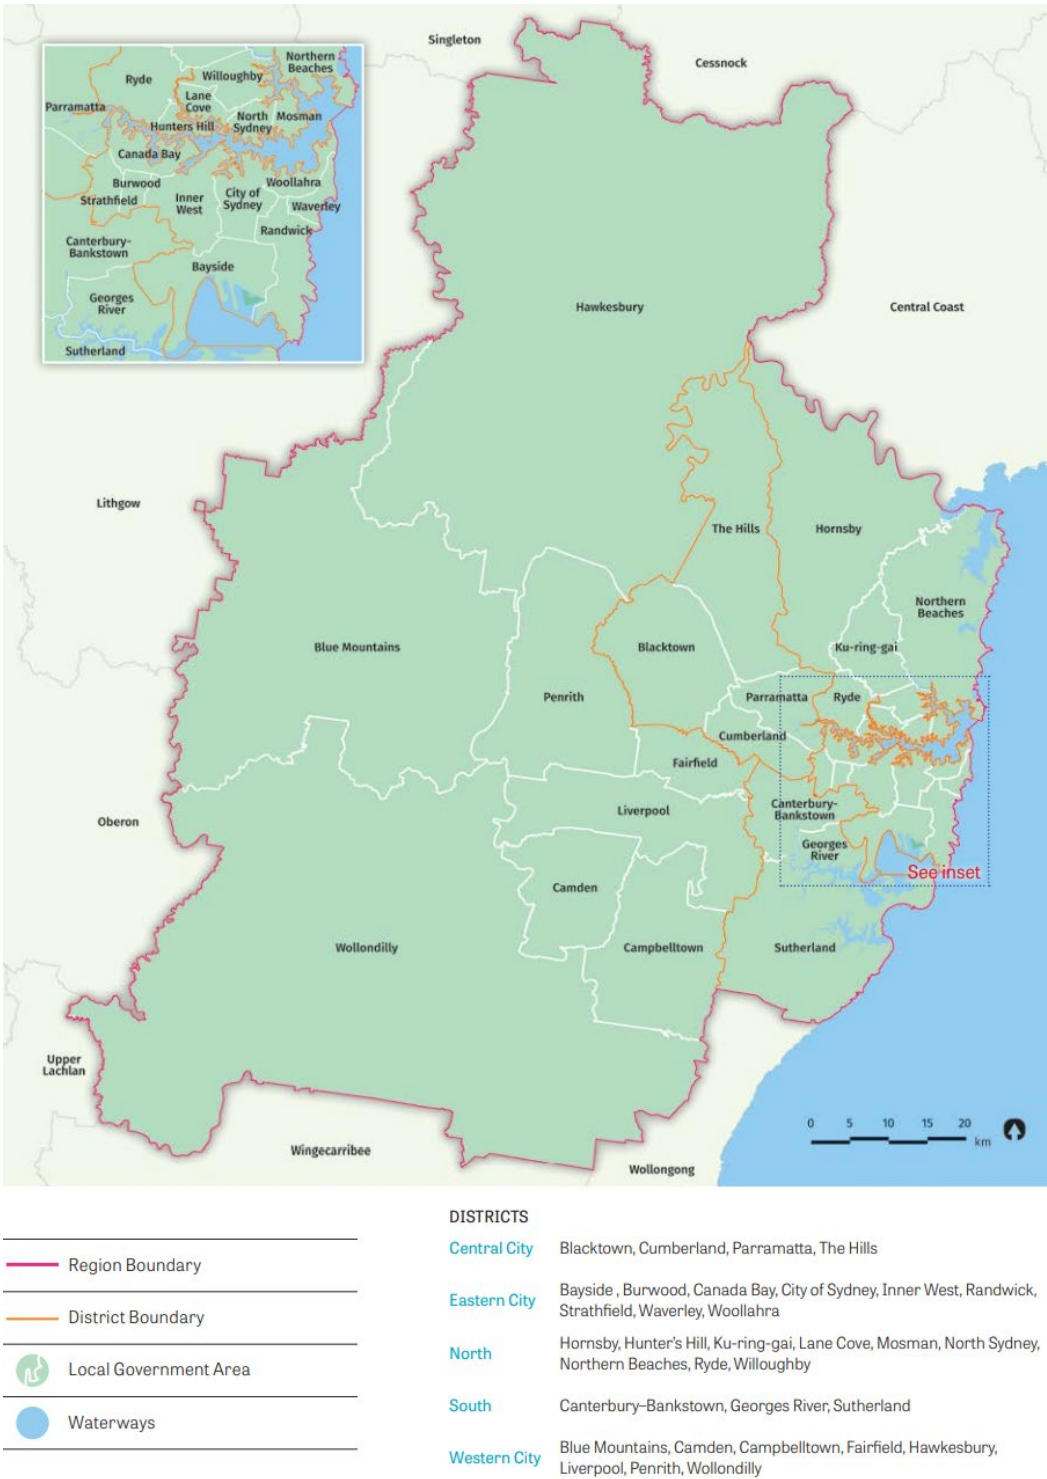 Singleton
Cessnock
Northern
Beaches
Ryde
Willoughby
Lane
Cove
Parramatta
North
Sydney
Mosman
Hunters Hill
Canada Bay
Burwood
Strathfield
Inner
West
City of
Sydney
Woollahra
Waverley
Randwick
Canterbury-
Bankstown
Bayside
Georges
River
Sutherland
Hawkesbury
Central Coast
Lithgow
The Hills
Hornsby
Northern
Beaches
Blue Mountains
Blacktown
Ku-ring-gai
Penrith
Parramatta
Ryde
Cumberland
Fairfield
Oberon
Liverpool
Canterbury-
Bankstown
Georges
River
See inset
Camden
Wollondilly
Campbelltown
Sutherland
Upper
Lachlan
Wingecarribee
Wollongong
0 5 10 15 20
km
Region Boundary
District Boundary
Local Government Area
Waterways
DISTRICTS
Central City Blacktown, Cumberland, Parramatta, The Hills
Eastern City Bayside , Burwood, Canada Bay, City of Sydney, Inner West, Randwick,
Strathfield, Waverley, Woollahra
North Hornsby, Hunter's Hill, Ku-ring-gai, Lane Cove, Mosman, North Sydney,
Northern Beaches, Ryde, Willoughby
South Canterbury–Bankstown, Georges River, Sutherland
Western City Blue Mountains, Camden, Campbelltown, Fairfield, Hawkesbury,
Liverpool, Penrith, Wollondilly